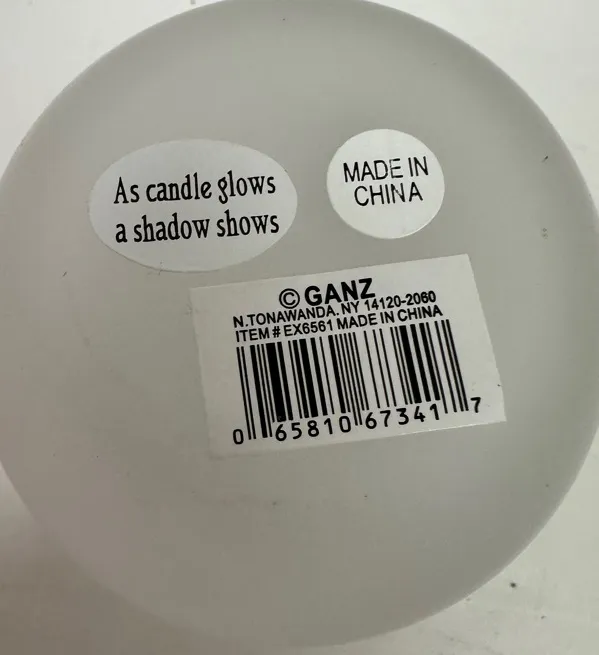 As candle glows
a shadow shows
MADE IN
CHINA
© GANZ
N.TONAWANDA. NY 14120-2060
ITEM # EX6561 MADE IN CHINA
0 65810 67341 7